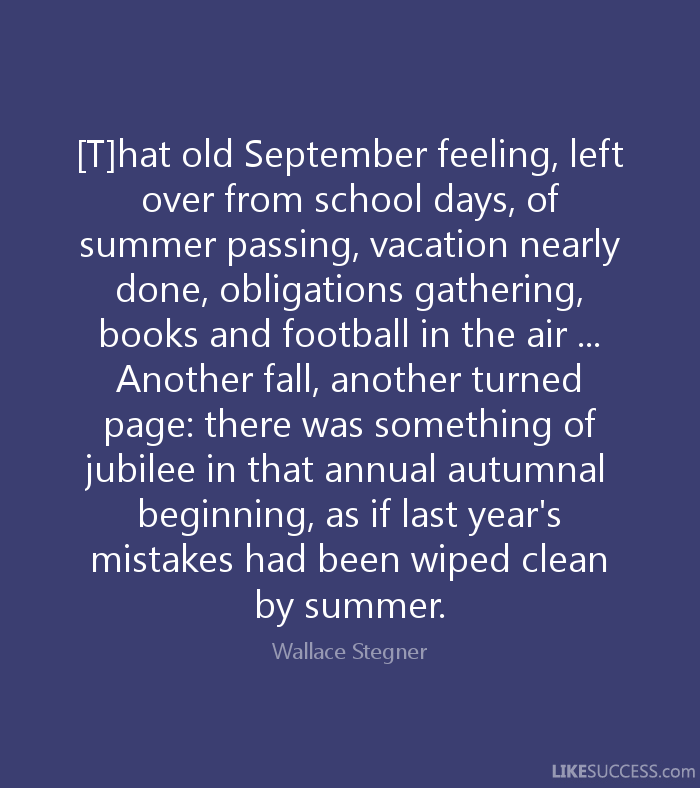 [T]hat old September feeling, left
over from school days, of
summer passing, vacation nearly
done, obligations gathering,
books and football in the air ...
Another fall, another turned
page: there was something of
jubilee in that annual autumnal
beginning, as if last year's
mistakes had been wiped clean
by summer.
Wallace Stegner
LIKESUCCESS.com